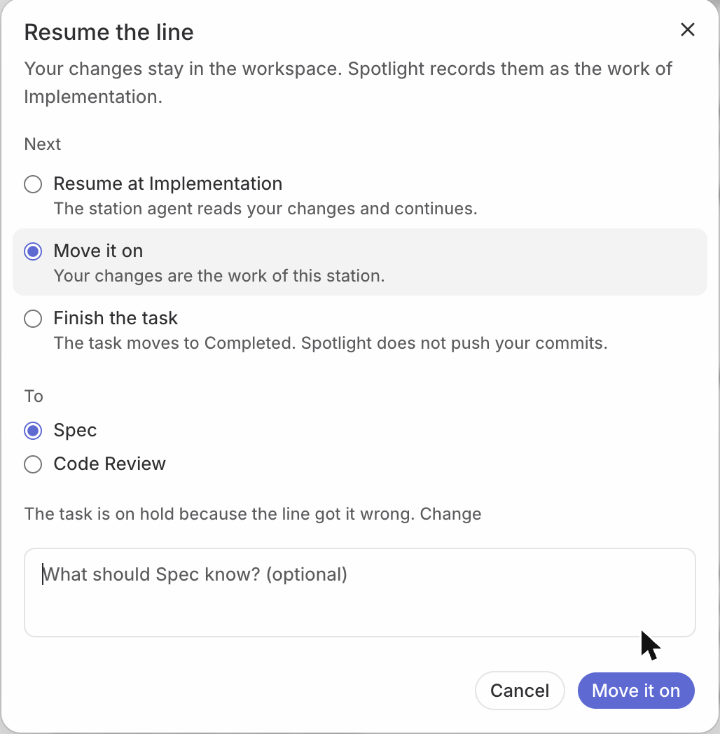 Resume the line
Your changes stay in the workspace. Spotlight records them as the work of
Implementation.
Next
Resume at Implementation
The station agent reads your changes and continues.
Move it on
Your changes are the work of this station.
Finish the task
The task moves to Completed. Spotlight does not push your commits.
To
Spec
Code Review
The task is on hold because the line got it wrong. Change
What should Spec know? (optional)
Cancel
Move it on